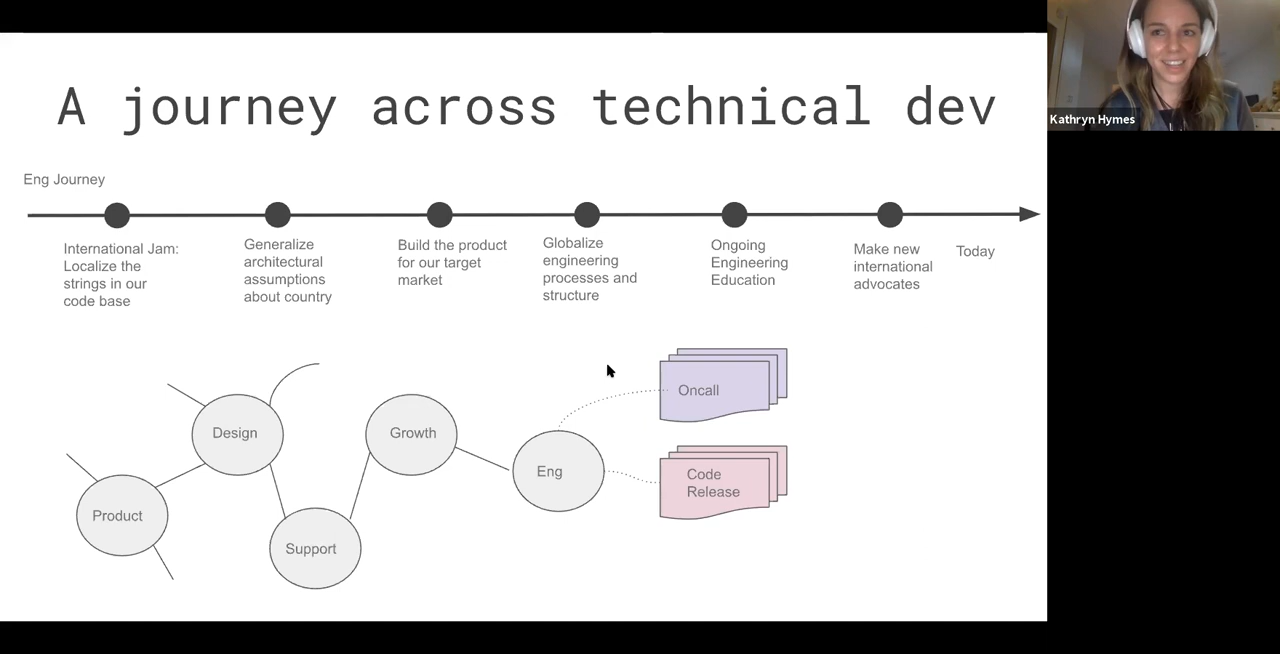 A journey across technical dev
Kathryn Hymes
Eng Journey
International Jam:
Localize the
strings in our
code base
Generalize
architectural
assumptions
about country
Build the product
for our target
market
Globalize
engineering
processes and
structure
Ongoing
Engineering
Education
Make new
international
advocates
Today
Oncall
Design
Growth
Eng
Code
Release
Product
Support